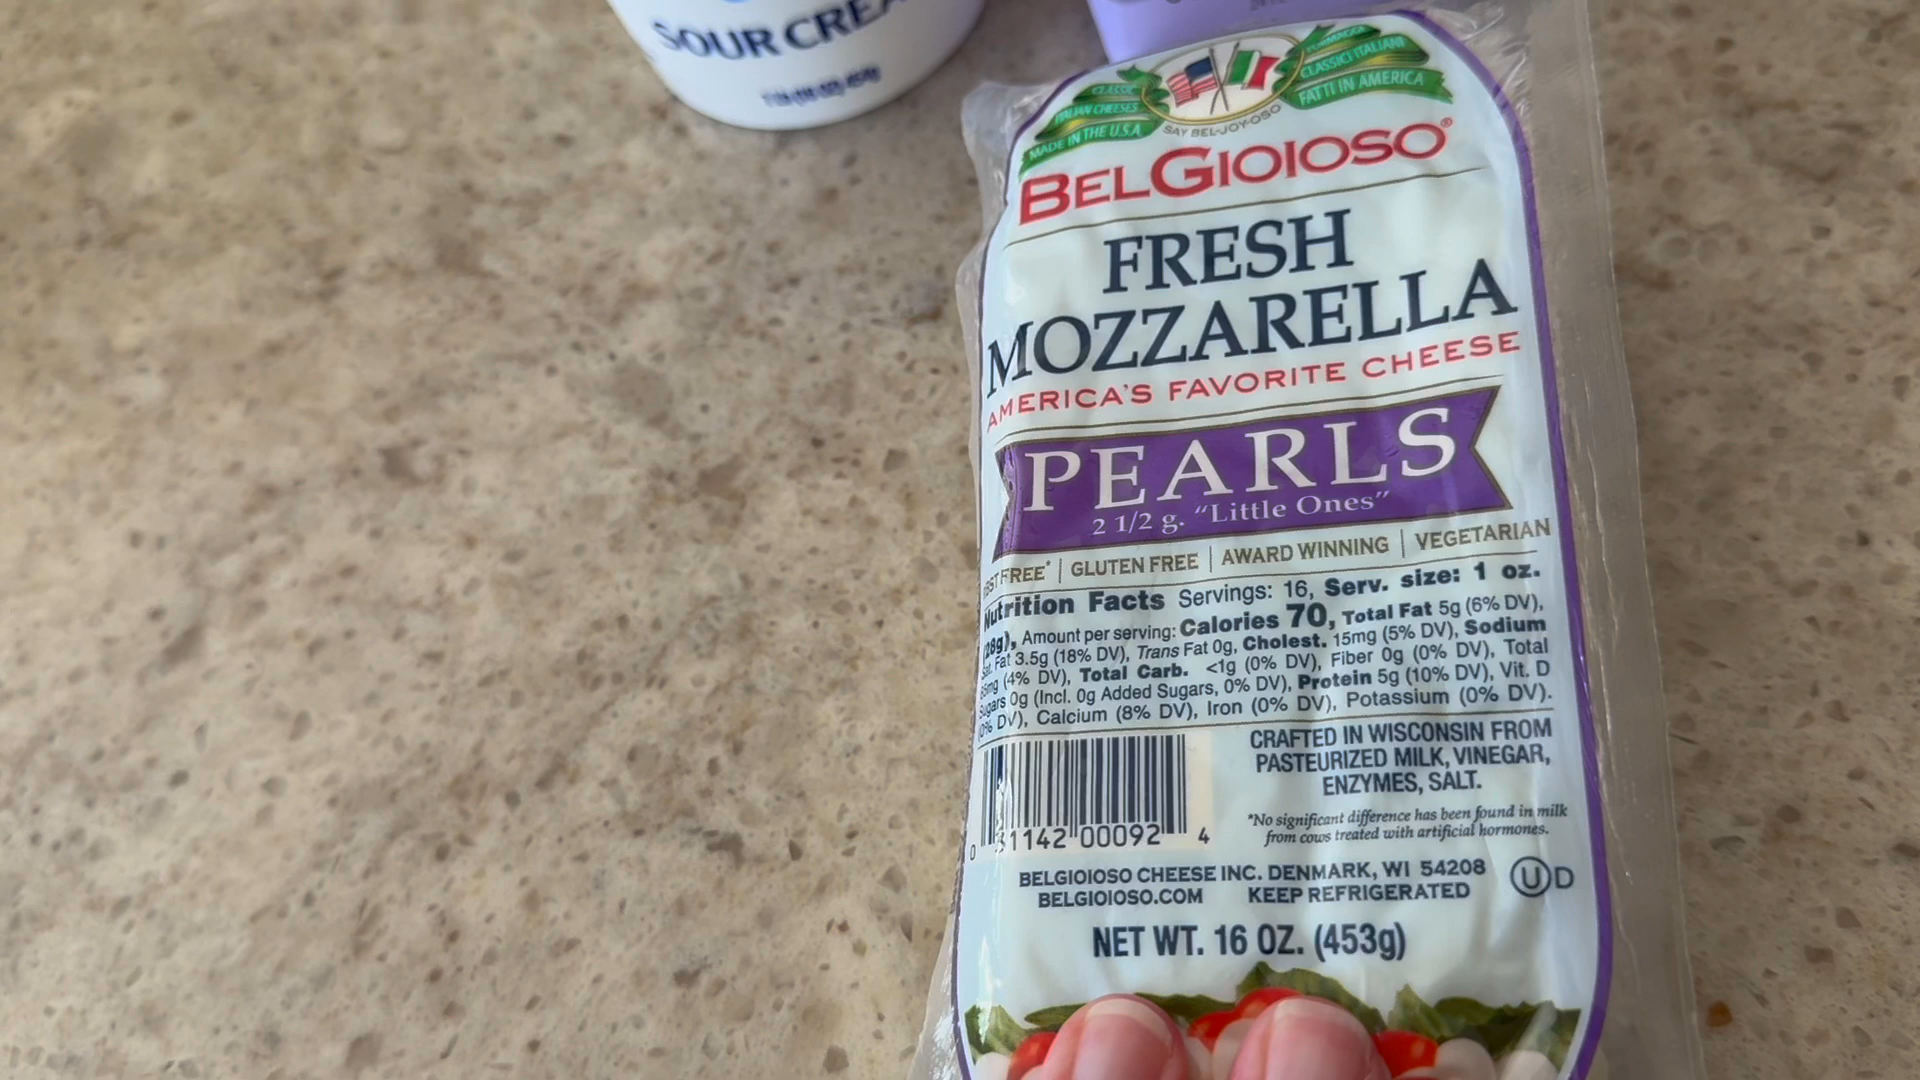 SOUR CREA
CLASSIC
ITALIAN CHEESES
MADE IN THE U.S.A.
FORMAGGI
CLASSICI ITALIANI
FATTI IN AMERICA
SAY BEL-JOY-OSO
BELGIOIOSO®
FRESH
MOZZARELLA
AMERICA'S FAVORITE CHEESE
PEARLS
2 1/2 g. "Little Ones"
FREE* | GLUTEN FREE | AWARD WINNING | VEGETARIAN
Nutrition Facts Servings: 16, Serv. size: 1 oz.
(28g), Amount per serving: Calories 70, Total Fat 5g (6% DV),
Sat. Fat 3.5g (18% DV), Trans Fat 0g, Cholest. 15mg (5% DV), Sodium
(4% DV), Total Carb. <1g (0% DV), Fiber 0g (0% DV), Total
Sugars 0g (Incl. 0g Added Sugars, 0% DV), Protein 5g (10% DV), Vit. D
(0% DV), Calcium (8% DV), Iron (0% DV), Potassium (0% DV).
CRAFTED IN WISCONSIN FROM
PASTEURIZED MILK, VINEGAR,
ENZYMES, SALT.
*No significant difference has been found in milk
from cows treated with artificial hormones.
0 31142 00092 4
BELGIOIOSO CHEESE INC. DENMARK, WI 54208
BELGIOIOSO.COM KEEP REFRIGERATED
UD
NET WT. 16 OZ. (453g)